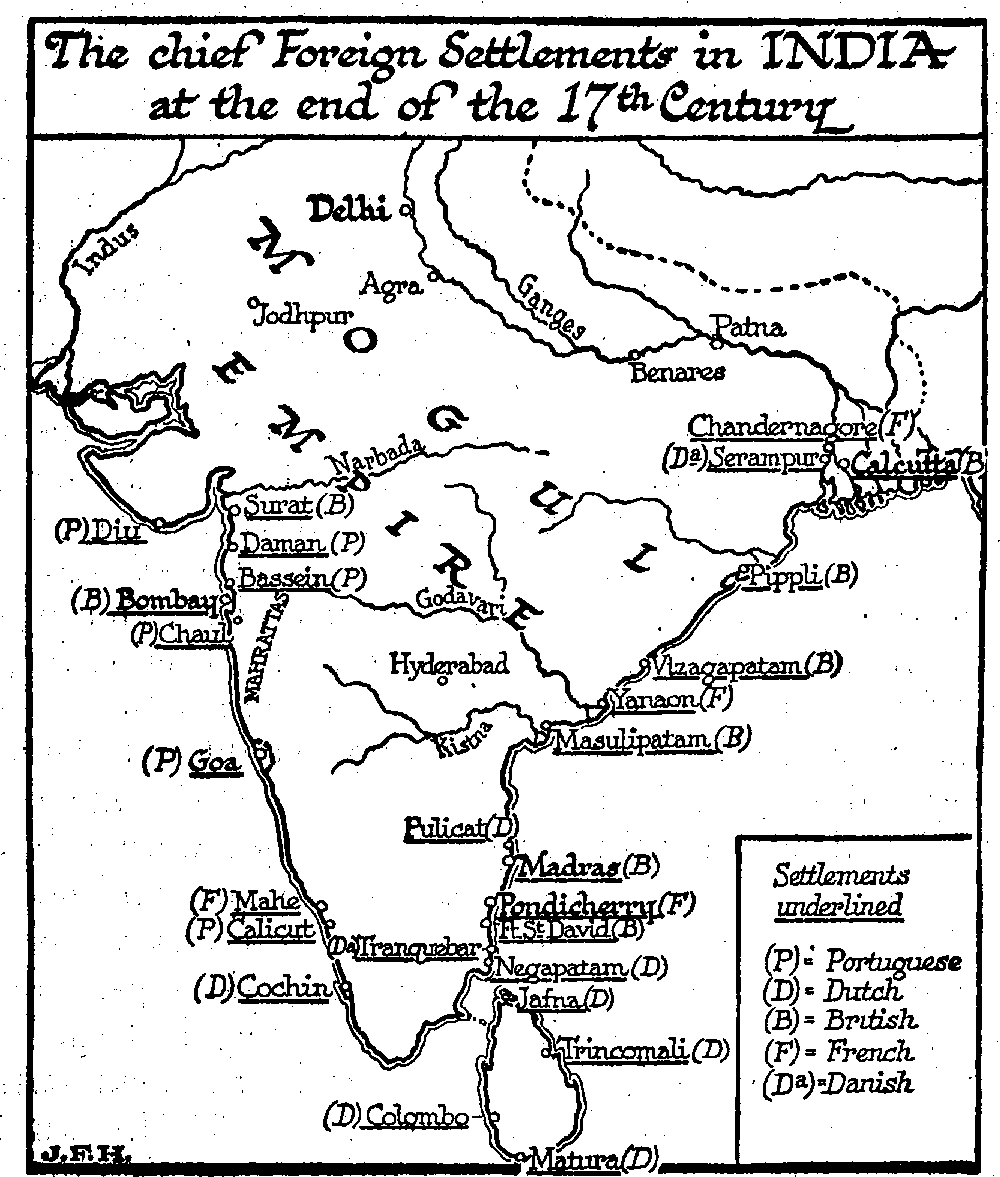 The chief Foreign Settlements in INDIA
at the end of the 17th Century
Delhi
Indus
MOGUL
EMPIRE
Agra
Jodhpur
Ganges
Patna
Benares
Chandernagore (F)
(Da) Serampur
Calcutta (B
Narbada
Surat (B)
(P) Diu
Daman (P)
Bassein (P)
(B) Bombay
(P) Chaul
MAHRATTAS
Godavari
Pippli (B)
Hyderabad
Vizagapatam (B)
Yanaon (F)
Kistna
Masulipatam (B)
(P) Goa
Pulicat (D)
Madras (B)
(F) Mahe
Pondicherry (F)
(P) Calicut
Ft. St David (B)
(Da) Tranquebar
Negapatam (D)
(D) Cochin
Jafna (D)
Trincomali (D)
(D) Colombo
Matura (D)
Settlements
underlined
(P) = Portuguese
(D) = Dutch
(B) = British
(F) = French
(Da) = Danish
J.F.H.